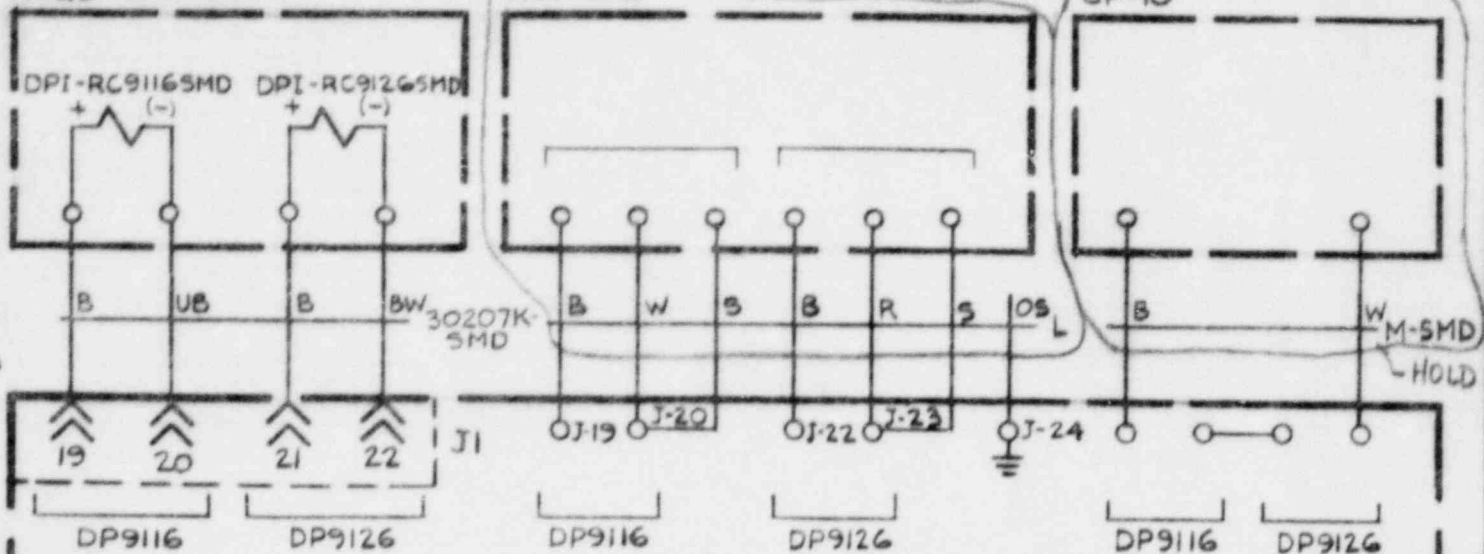 DPI-RC9116SMD DPI-RC9126SMD
+ (-) + (-)
B UB B BW 30207K-SMD B W S B R S OS L B W M-SMD
HOLD
19 20 21 22 J1 J-19 J-20 J-22 J-23 J-24
DP9116 DP9126 DP9116 DP9126 DP9116 DP9126